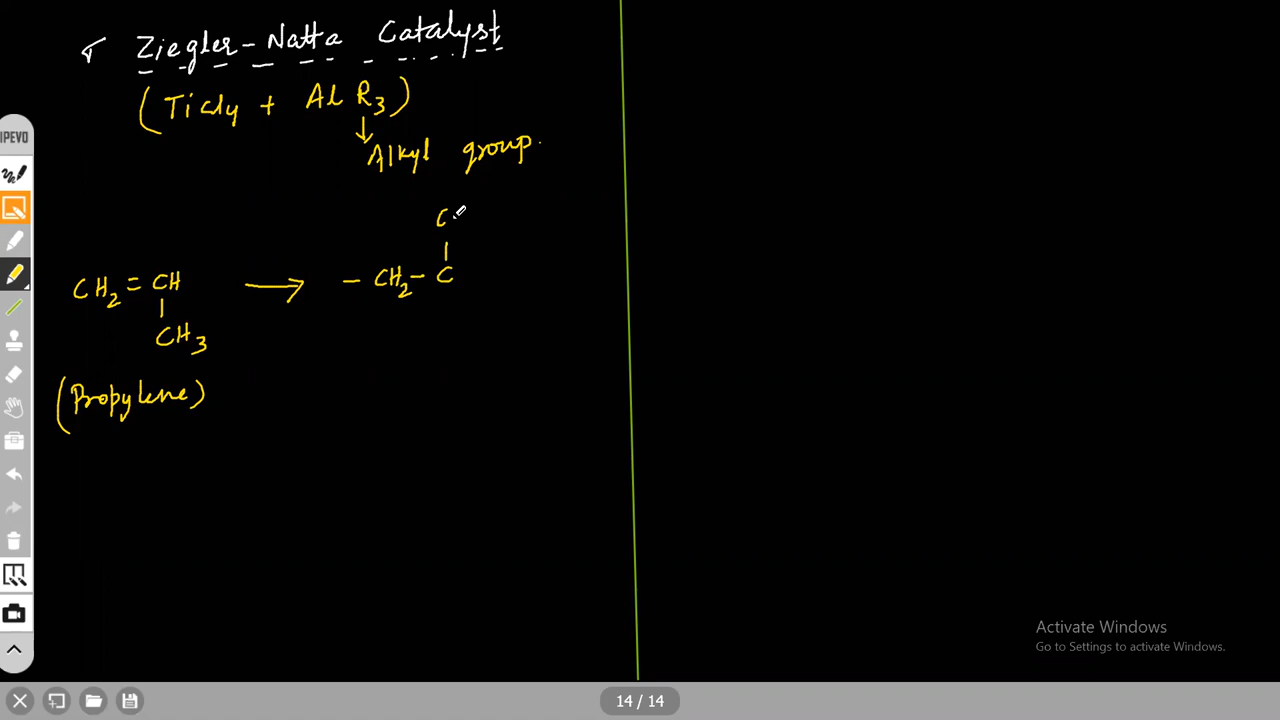 Ziegler-Natta Catalyst
(TiCl4 + AlR3)
Alkyl group.
C
CH2=CH → -CH2-C
CH3
(Propylene)
IPEVO
Activate Windows
Go to Settings to activate Windows.
14 / 14